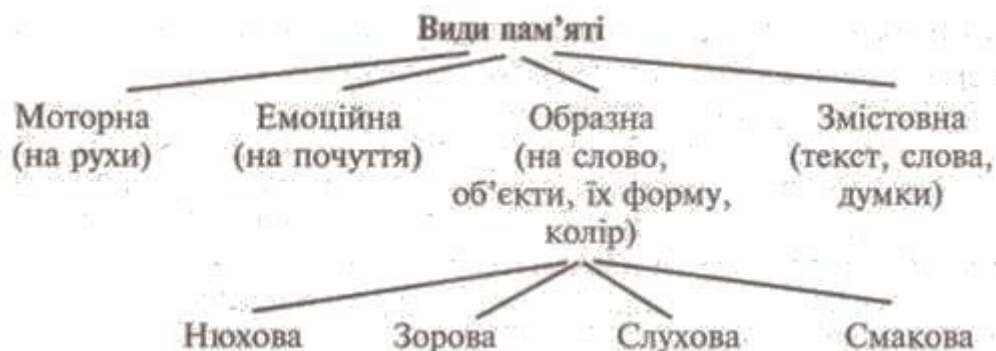 Види пам’яті
Моторна Емоційна Образна Змістовна
(на рухи) (на почуття) (на слово, (текст, слова,
об’єкти, їх форму, думки)
колір)
Нюхова Зорова Слухова Смакова